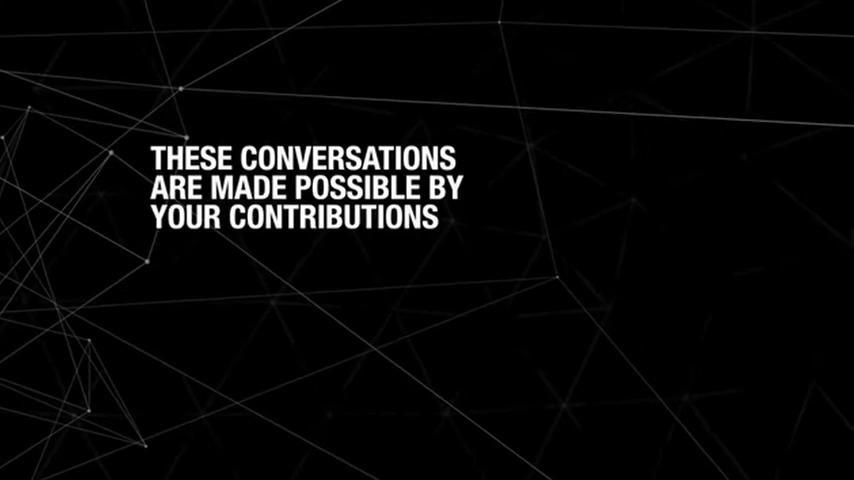 THESE CONVERSATIONS
ARE MADE POSSIBLE BY
YOUR CONTRIBUTIONS